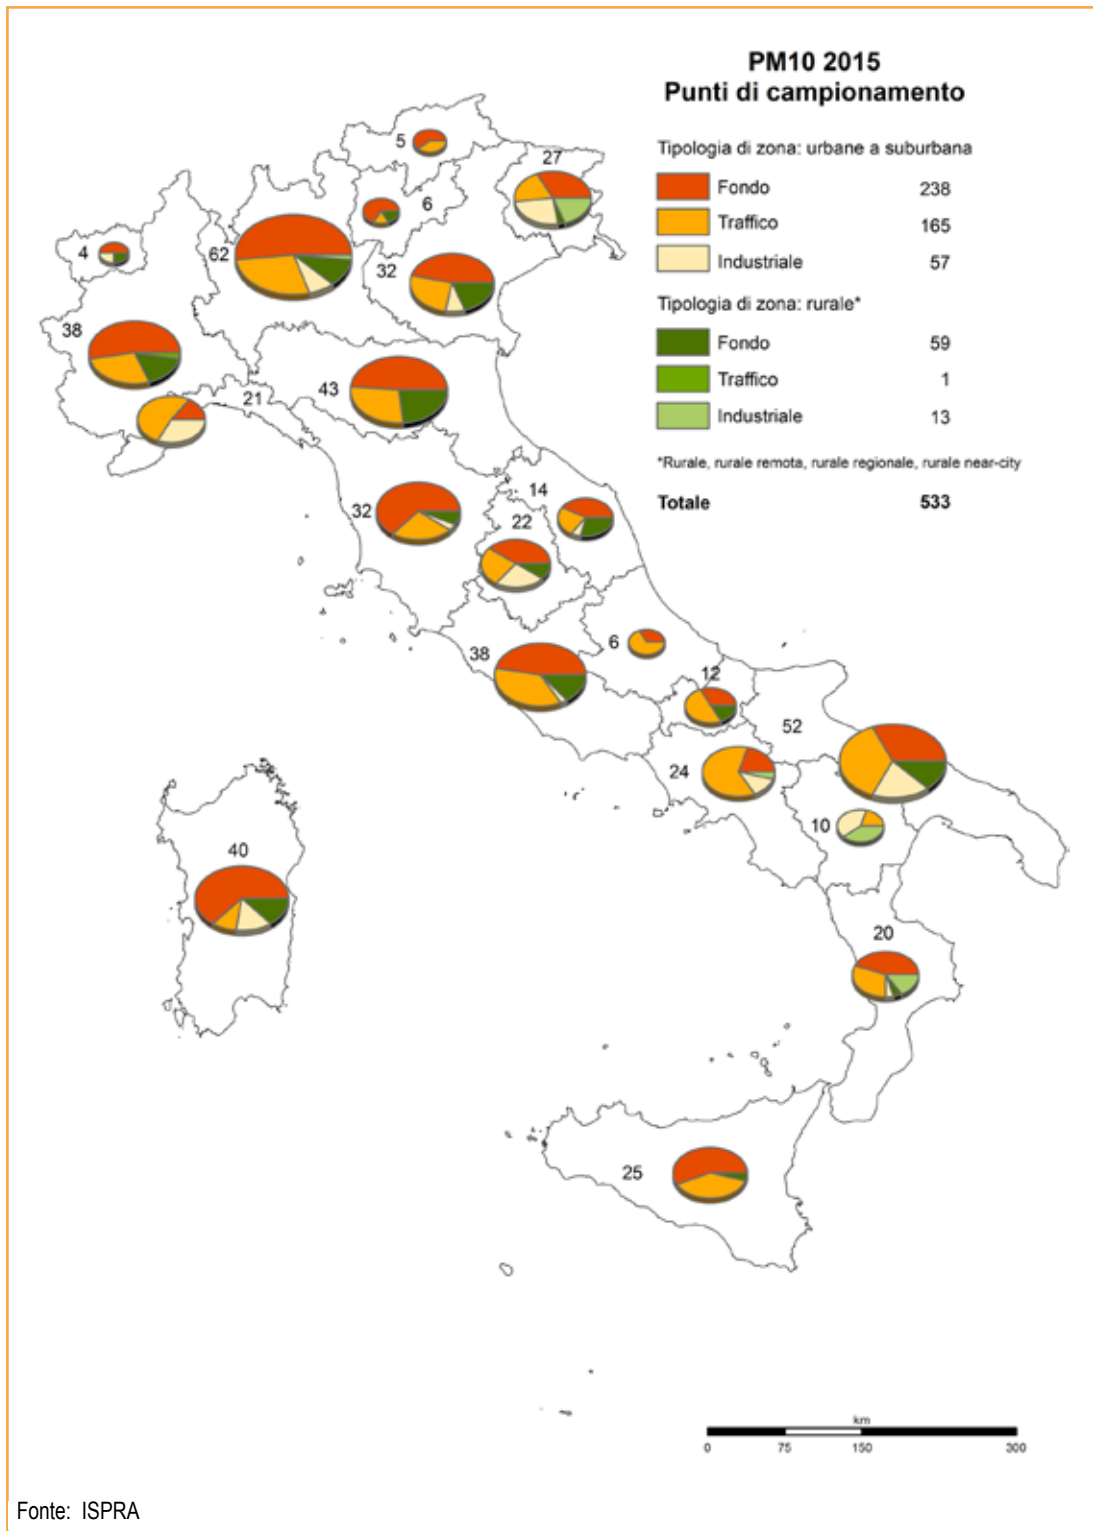 PM10 2015
Punti di campionamento
Tipologia di zona: urbane a suburbana
Fondo 238
Traffico 165
Industriale 57
Tipologia di zona: rurale*
Fondo 59
Traffico 1
Industriale 13
*Rurale, rurale remota, rurale regionale, rurale near-city
Totale 533
5
27
6
4
62
32
38
43
21
14
32
22
6
38
12
52
24
10
40
20
25
km
0 75 150 300
Fonte: ISPRA